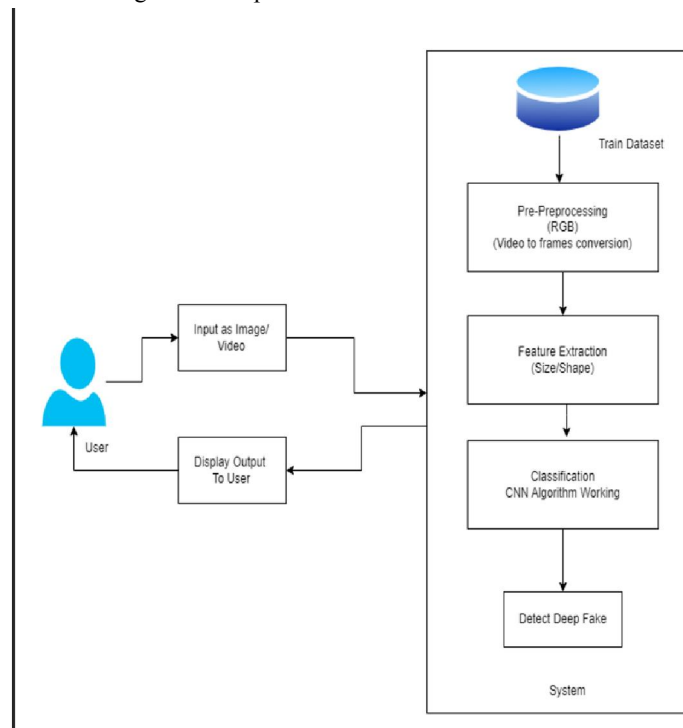 Train Dataset
Pre-Preprocessing
(RGB)
(Video to frames conversion)
Input as Image/
Video
Feature Extraction
(Size/Shape)
User
Display Output
To User
Classification
CNN Algorithm Working
Detect Deep Fake
System